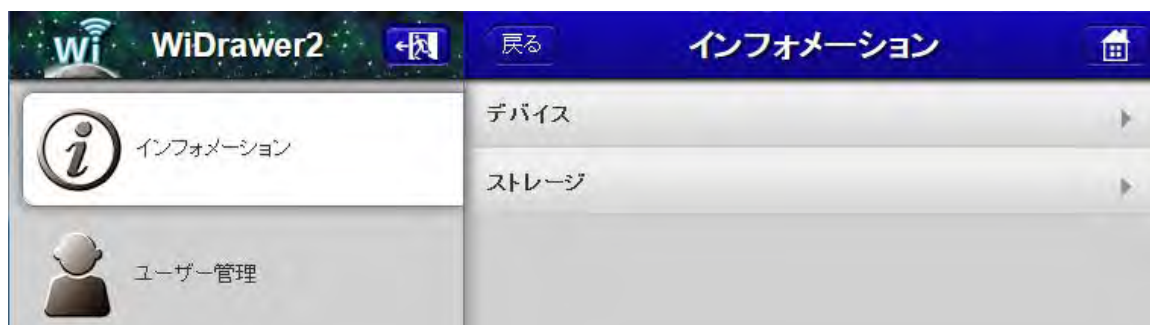 Wi WiDrawer2
インフォメーション
ユーザー管理
戻る インフォメーション
デバイス
ストレージ